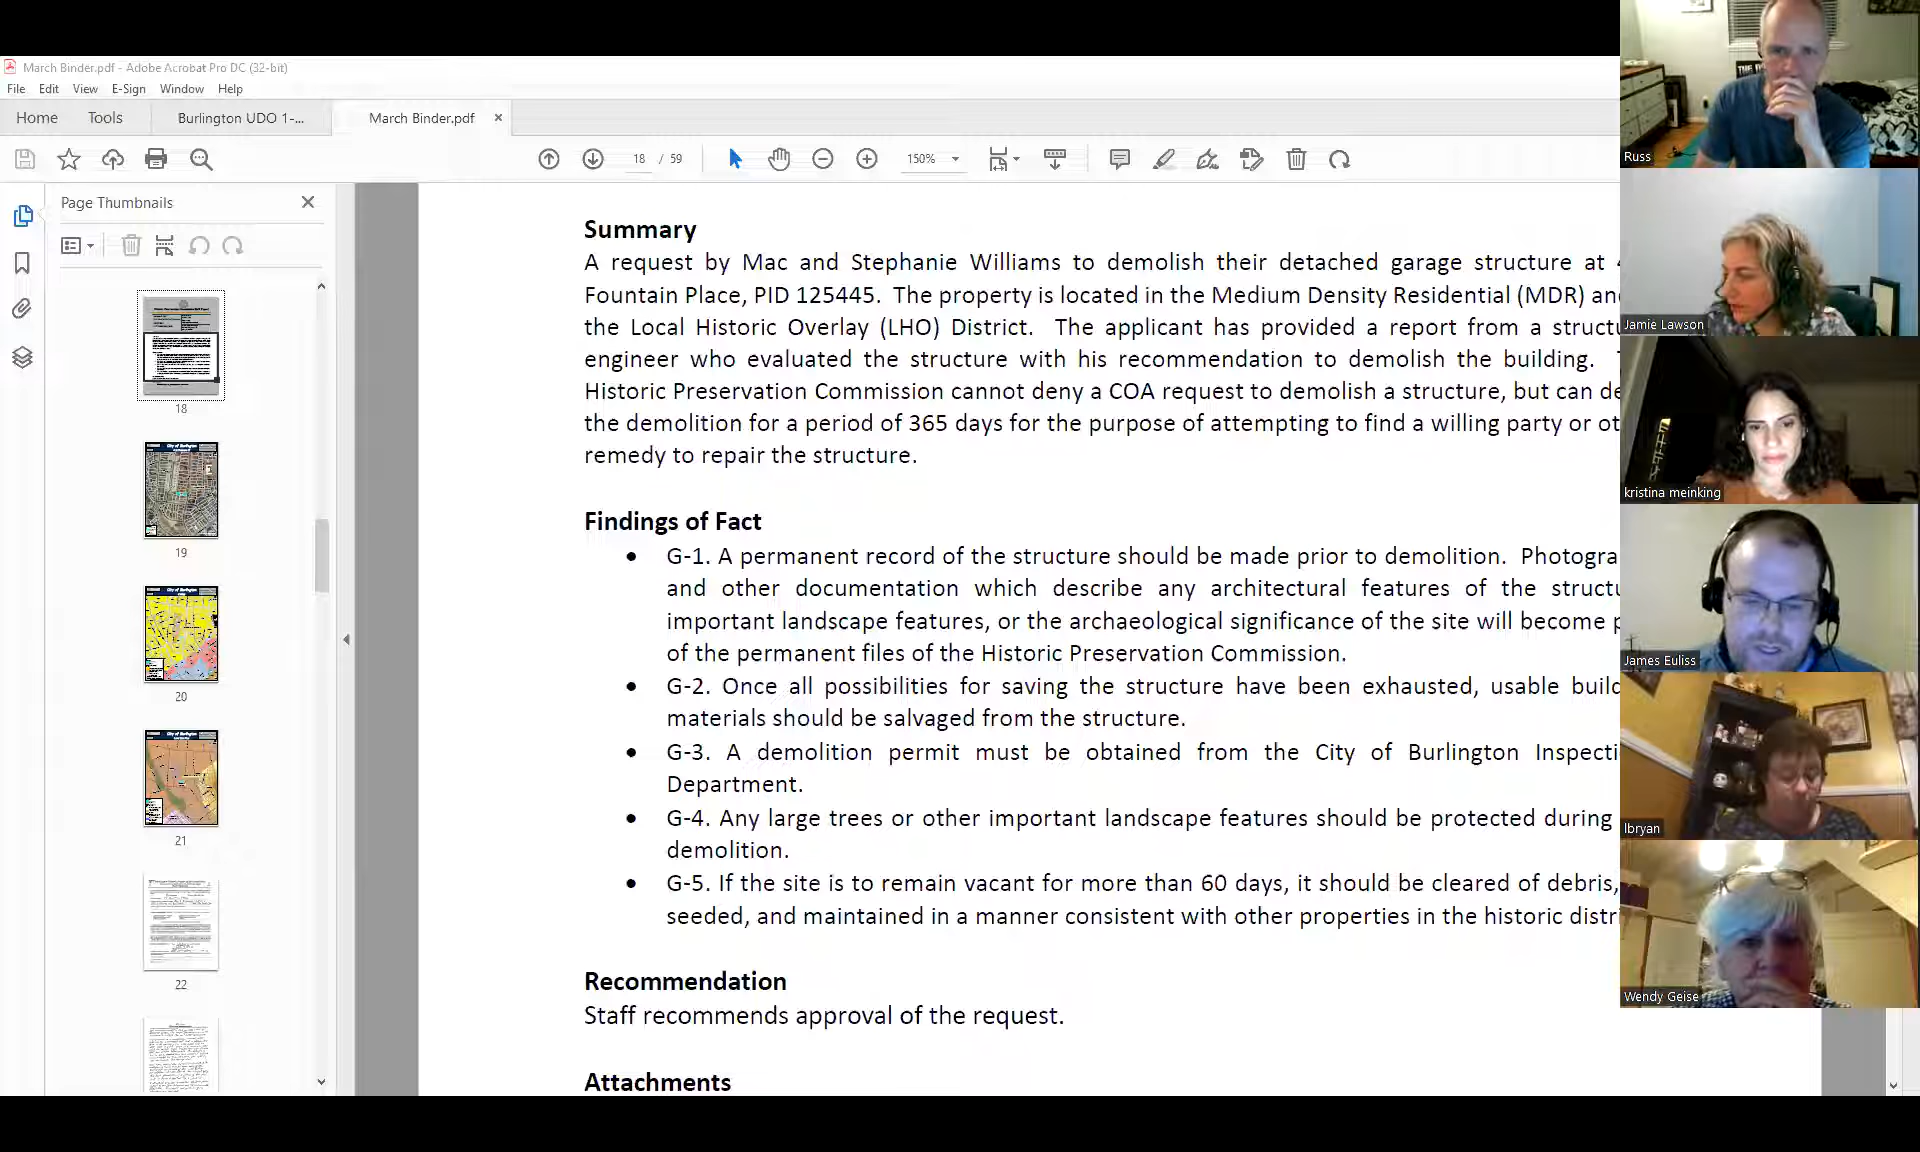 March Binder.pdf - Adobe Acrobat Pro DC (32-bit)
File Edit View E-Sign Window Help
Home Tools Burlington UDO 1-... March Binder.pdf ×
18 / 59 150%
Page Thumbnails
18
19
20
21
22
Summary
A request by Mac and Stephanie Williams to demolish their detached garage structure at
Fountain Place, PID 125445. The property is located in the Medium Density Residential (MDR) and
the Local Historic Overlay (LHO) District. The applicant has provided a report from a
engineer who evaluated the structure with his recommendation to demolish the building.
Historic Preservation Commission cannot deny a COA request to demolish a structure, but can
the demolition for a period of 365 days for the purpose of attempting to find a willing party or
remedy to repair the structure.
Findings of Fact
• G-1. A permanent record of the structure should be made prior to demolition.
and other documentation which describe any architectural features of the
important landscape features, or the archaeological significance of the site will become
of the permanent files of the Historic Preservation Commission.
• G-2. Once all possibilities for saving the structure have been exhausted, usable
materials should be salvaged from the structure.
• G-3. A demolition permit must be obtained from the City of Burlington
Department.
• G-4. Any large trees or other important landscape features should be protected during
demolition.
• G-5. If the site is to remain vacant for more than 60 days, it should be cleared of debris,
seeded, and maintained in a manner consistent with other properties in the historic
Recommendation
Staff recommends approval of the request.
Attachments
Russ
Jamie Lawson
kristina meinking
James Euliss
lbryan
Wendy Geise